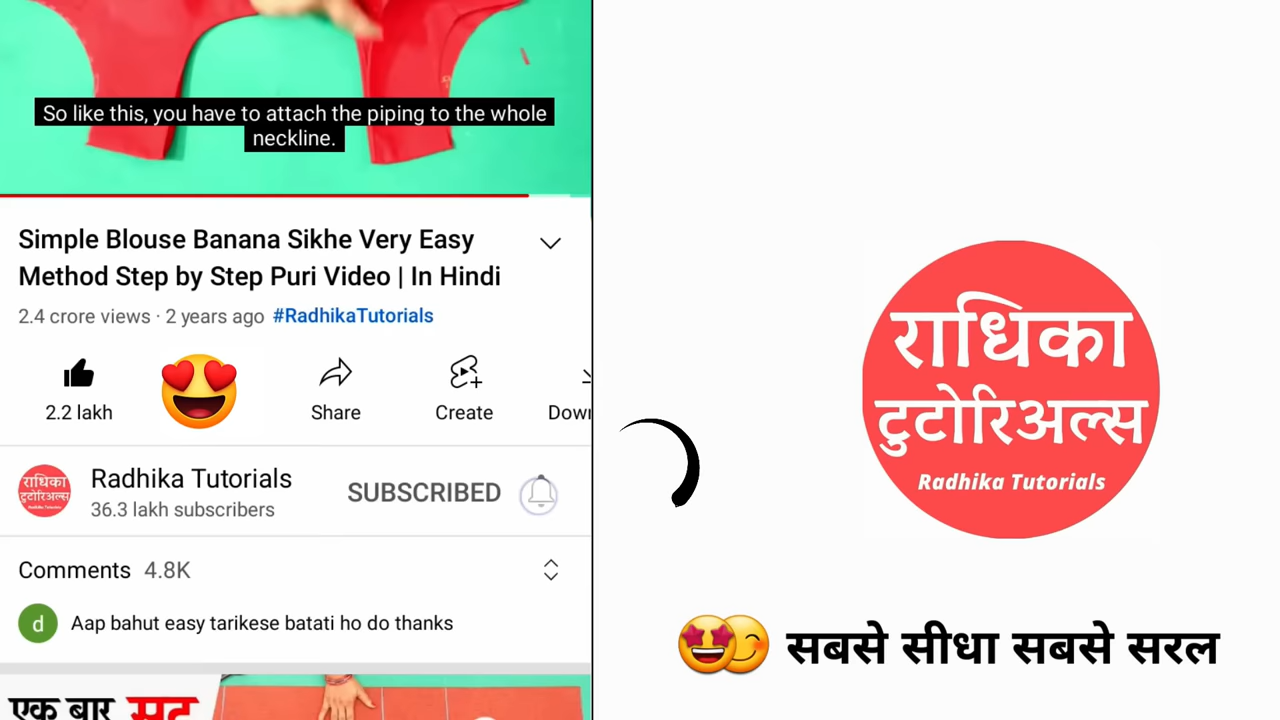 So like this, you have to attach the piping to the whole
neckline.
Simple Blouse Banana Sikhe Very Easy
Method Step by Step Puri Video | In Hindi
2.4 crore views · 2 years ago #RadhikaTutorials
2.2 lakh
Share
Create
Down
राधिका
टुटोरिअल्स
Radhika Tutorials
36.3 lakh subscribers
SUBSCRIBED
Comments 4.8K
d
Aap bahut easy tarikese batati ho do thanks
एक बार सूट
राधिका
टुटोरिअल्स
Radhika Tutorials
सबसे सीधा सबसे सरल